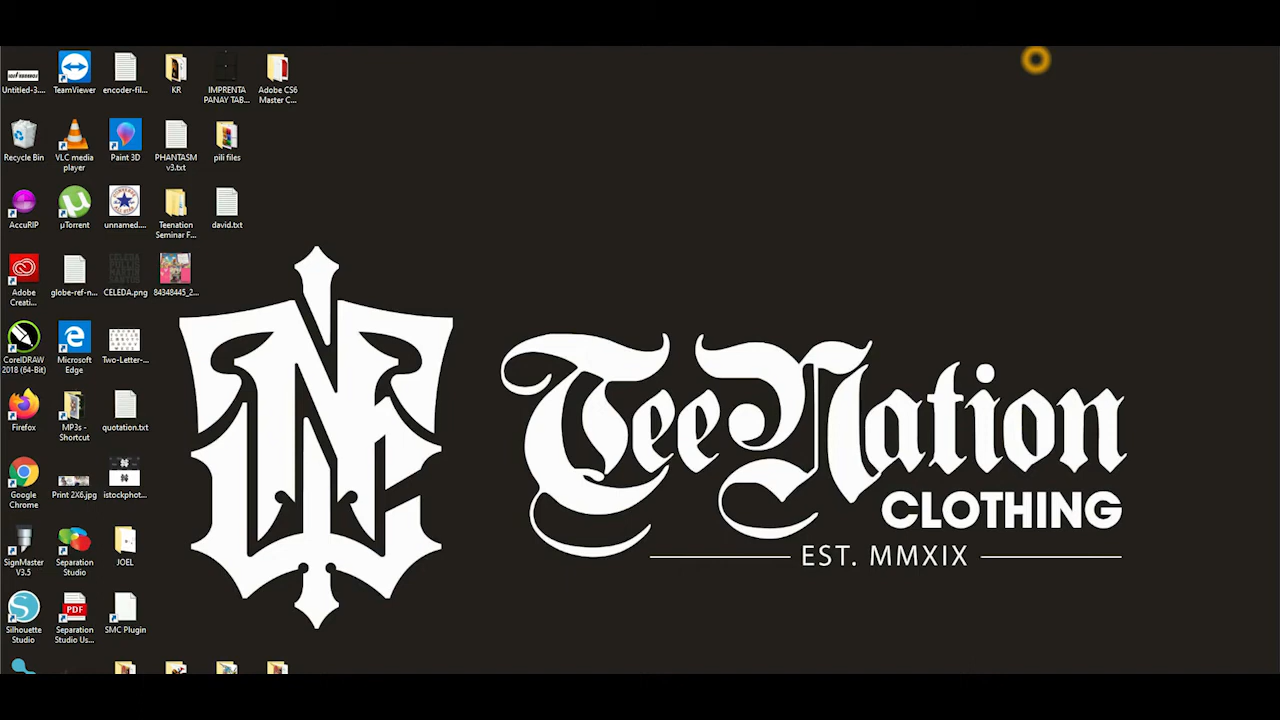 Untitled-3....
TeamViewer
encoder-fil...
KR
IMPRENTA
PANAY TAB...
Adobe CS6
Master C...
Recycle Bin
VLC media
player
Paint 3D
PHANTASM
v3.txt
pili files
AccuRIP
µTorrent
unnamed....
Teenation
Seminar F...
david.txt
Adobe
Creati...
globe-ref-n...
CELEDA.png
84348445_2...
CorelDRAW
2018 (64-Bit)
Microsoft
Edge
Two-Letter-...
Firefox
MP3s -
Shortcut
quotation.txt
Google
Chrome
Print 2X6.jpg
istockphot...
SignMaster
V3.5
Separation
Studio
JOEL
Silhouette
Studio
PDF
Separation
Studio Us...
SMC Plugin
TeeNation
CLOTHING
EST. MMXIX